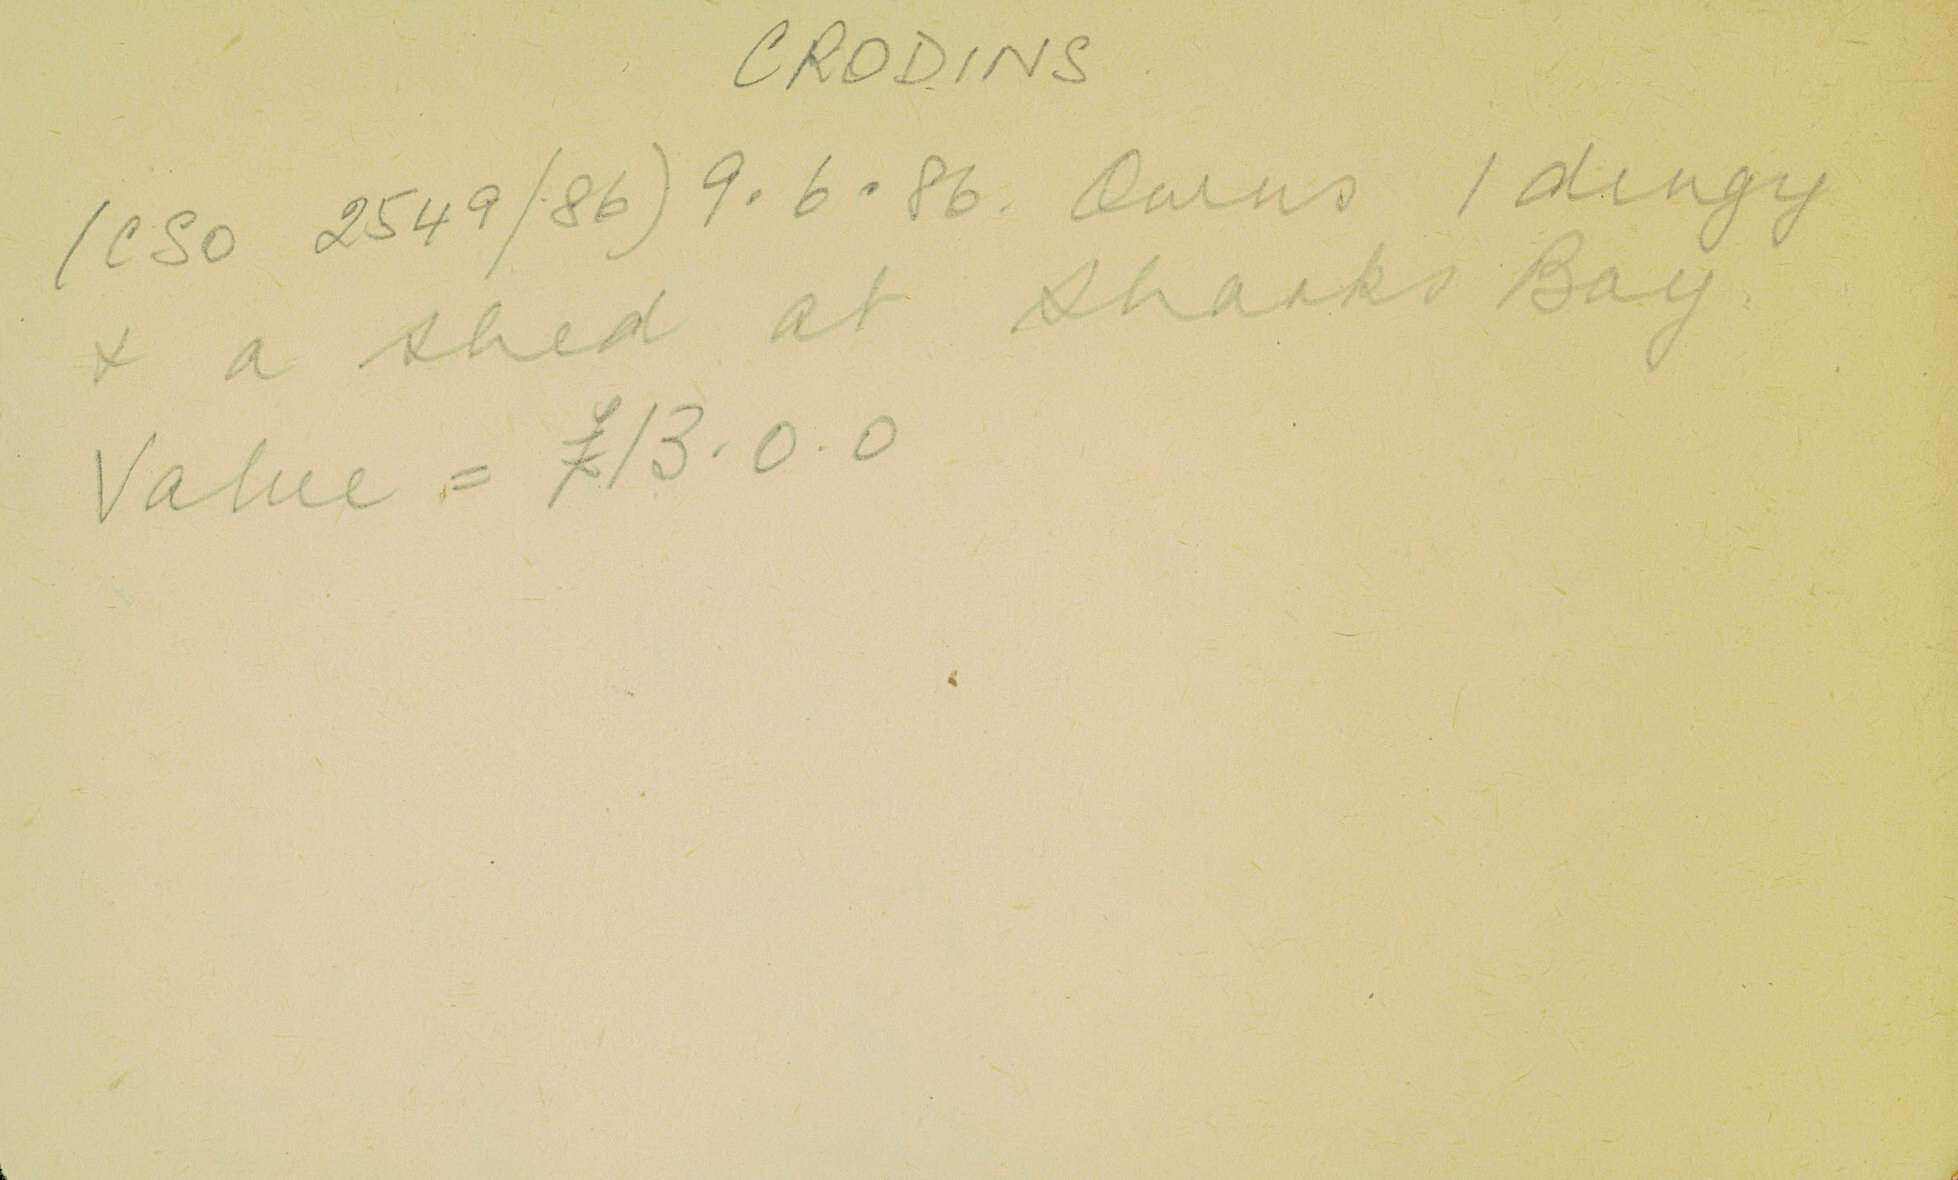 CRODINS
(CSO 2549/86) 9.6.86. Owns 1 dingy
+ a shed at Sharks Bay.
Value = £13.0.0